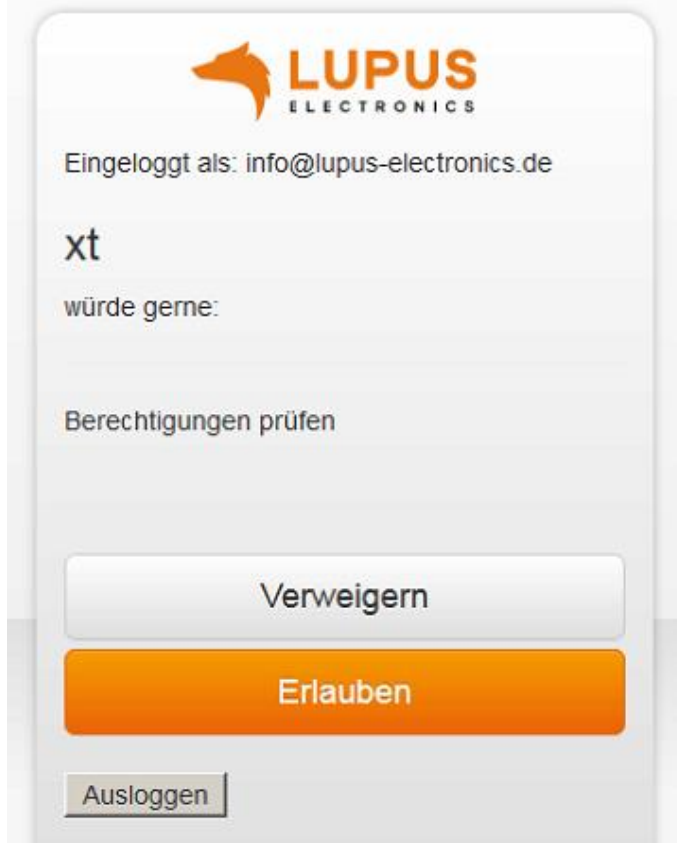 LUPUS
ELECTRONICS
Eingeloggt als: info@lupus-electronics.de
xt
würde gerne:
Berechtigungen prüfen
Verweigern
Erlauben
Ausloggen